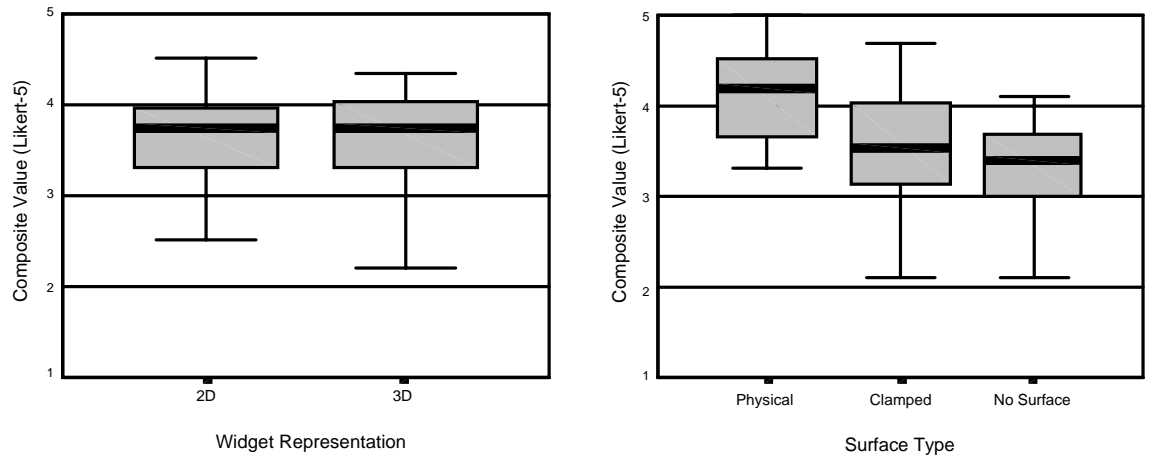 Composite Value (Likert-5)
5
4
3
2
1
2D 3D
Widget Representation
Composite Value (Likert-5)
5
4
3
2
1
Physical Clamped No Surface
Surface Type